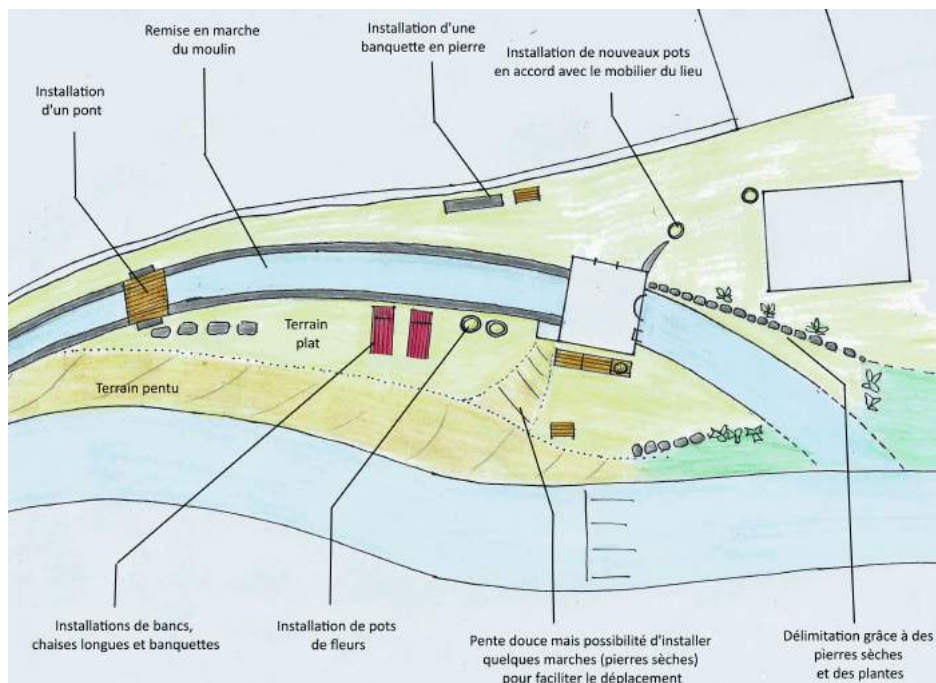 Remise en marche
du moulin
Installation d'une
banquette en pierre
Installation de nouveaux pots
en accord avec le mobilier du lieu
Installation
d'un pont
Terrain
plat
Terrain pentu
Installations de bancs,
chaises longues et banquettes
Installation de pots
de fleurs
Pente douce mais possibilité d'installer
quelques marches (pierres sèches)
pour faciliter le déplacement
Délimitation grâce à des
pierres sèches
et des plantes